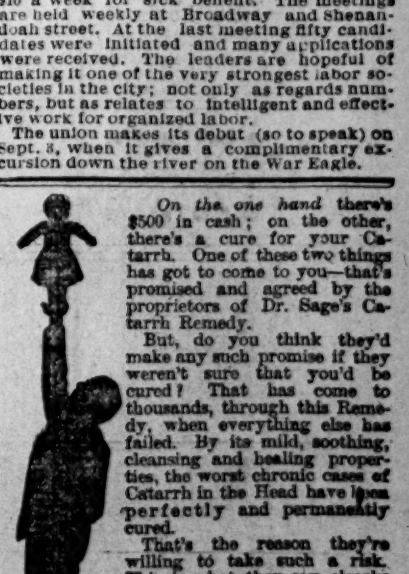 $10 a week for sick benefit. The meetings
are held weekly at Broadway and Shenan-
doah street. At the last meeting fifty candi-
dates were initiated and many applications
were received. The leaders are hopeful of
making it one of the very strongest labor so-
cieties in the city; not only as regards num-
bers, but as relates to intelligent and effect-
ive work for organized labor.
The union makes its debut (so to speak) on
Sept. 3, when it gives a complimentary ex-
cursion down the river on the War Eagle.
On the one hand there's
$500 in cash; on the other,
there's a cure for your Ca-
tarrh. One of these two things
has got to come to you—that's
promised and agreed by the
proprietors of Dr. Sage's Ca-
tarrh Remedy.
But, do you think they'd
make any such promise if they
weren't sure that you'd be
cured? That has come to
thousands, through this Reme-
dy, when everything else has
failed. By its mild, soothing,
cleansing and healing proper-
ties, the worst chronic cases of
Catarrh in the Head have been
perfectly and permanently
cured.
That's the reason they're
willing to take such a risk.